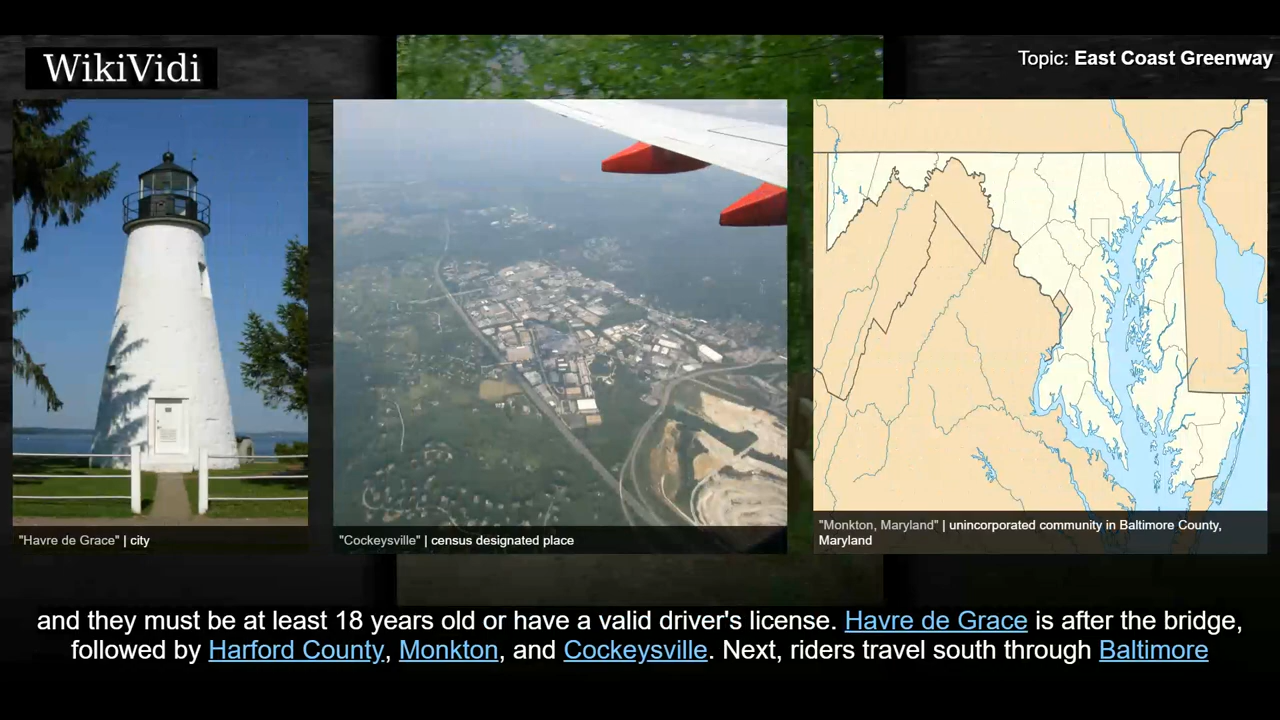 WikiVidi
Topic: East Coast Greenway
"Havre de Grace" | city
"Cockeysville" | census designated place
"Monkton, Maryland" | unincorporated community in Baltimore County,
Maryland
and they must be at least 18 years old or have a valid driver's license. Havre de Grace is after the bridge,
followed by Harford County, Monkton, and Cockeysville. Next, riders travel south through Baltimore